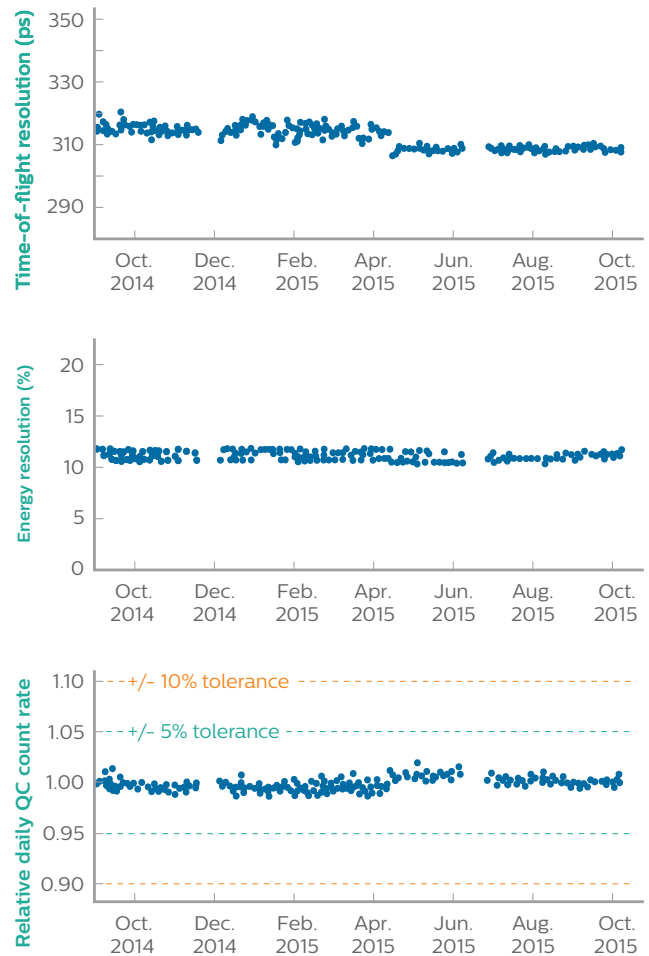 Time-of-flight resolution (ps)
350
330
310
290
Oct. Dec. Feb. Apr. Jun. Aug. Oct.
2014 2014 2015 2015 2015 2015 2015
Energy resolution (%)
20
15
10
5
0
Oct. Dec. Feb. Apr. Jun. Aug. Oct.
2014 2014 2015 2015 2015 2015 2015
Relative daily QC count rate
1.10
+/- 10% tolerance
1.05
+/- 5% tolerance
1.00
0.95
0.90
Oct. Dec. Feb. Apr. Jun. Aug. Oct.
2014 2014 2015 2015 2015 2015 2015